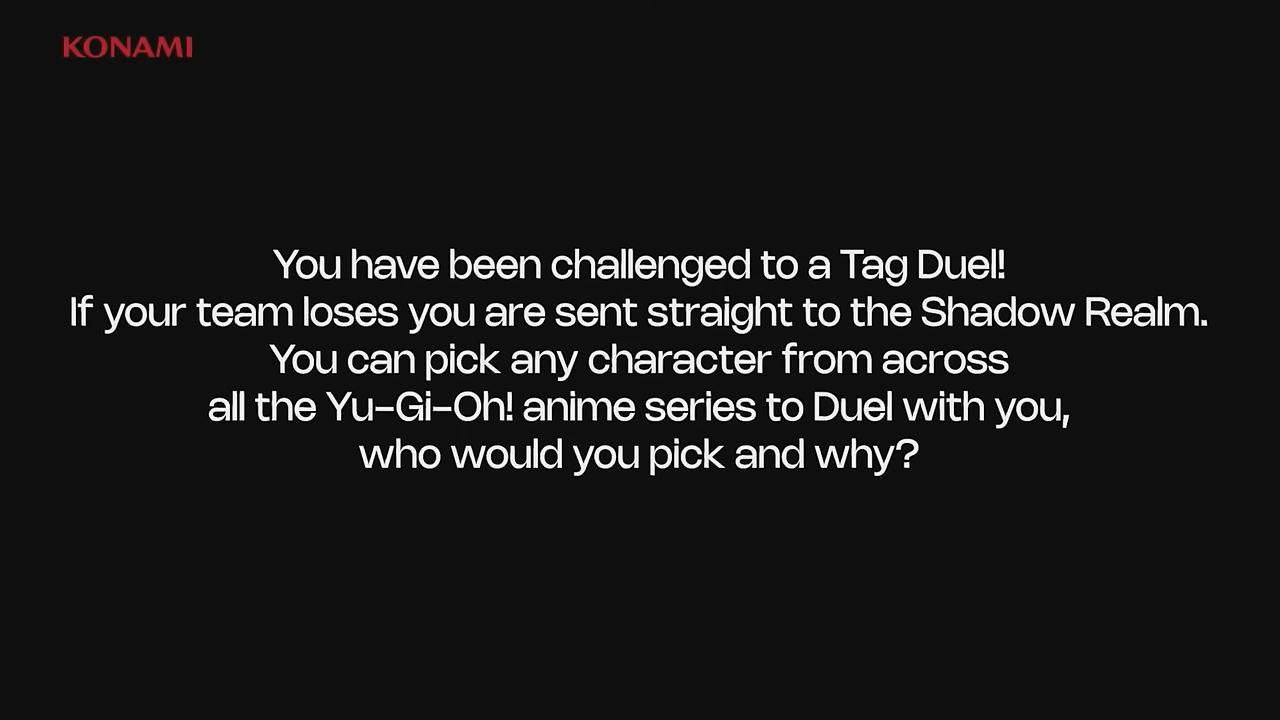 KONAMI
You have been challenged to a Tag Duel!
If your team loses you are sent straight to the Shadow Realm.
You can pick any character from across
all the Yu-Gi-Oh! anime series to Duel with you,
who would you pick and why?